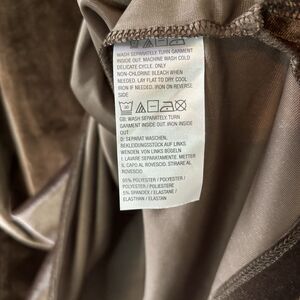 WASH SEPARATELY. TURN GARMENT
INSIDE OUT. MACHINE WASH COLD
DELICATE CYCLE. ONLY
NON-CHLORINE BLEACH WHEN
NEEDED. LAY FLAT TO DRY COOL
IRON IF NEEDED. IRON ON REVERSE
SIDE
GB: WASH SEPARATELY. TURN
GARMENT INSIDE OUT. IRON INSIDE
OUT
D: SEPARAT WASCHEN.
BEKLEIDUNGSSTÜCK AUF LINKS
WENDEN. VON LINKS BÜGELN
I: LAVARE SEPARATAMENTE. METTERE
IL CAPO AL ROVESCIO. STIRARE AL
ROVESCIO
95% POLYESTER / POLYESTER /
POLYESTER / POLIESTERE
5% SPANDEX / ELASTANE /
ELASTHAN / ELASTAN